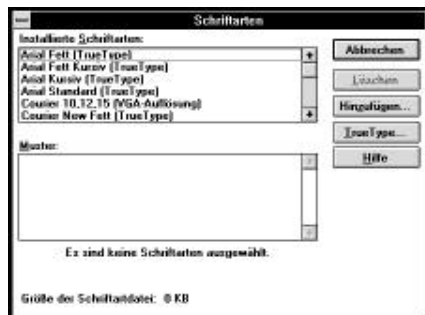 Schriftarten
Installierte Schriftarten:
Arial Fett (TrueType)
Arial Fett Kursiv (TrueType)
Arial Kursiv (TrueType)
Arial Standard (TrueType)
Courier 10,12,15 (VGA-Auflösung)
Courier New Fett (TrueType)
Abbrechen
Löschen
Hinzufügen...
TrueType...
Hilfe
Muster:
Es sind keine Schriftarten ausgewählt.
Größe der Schriftartdatei: 0 KB